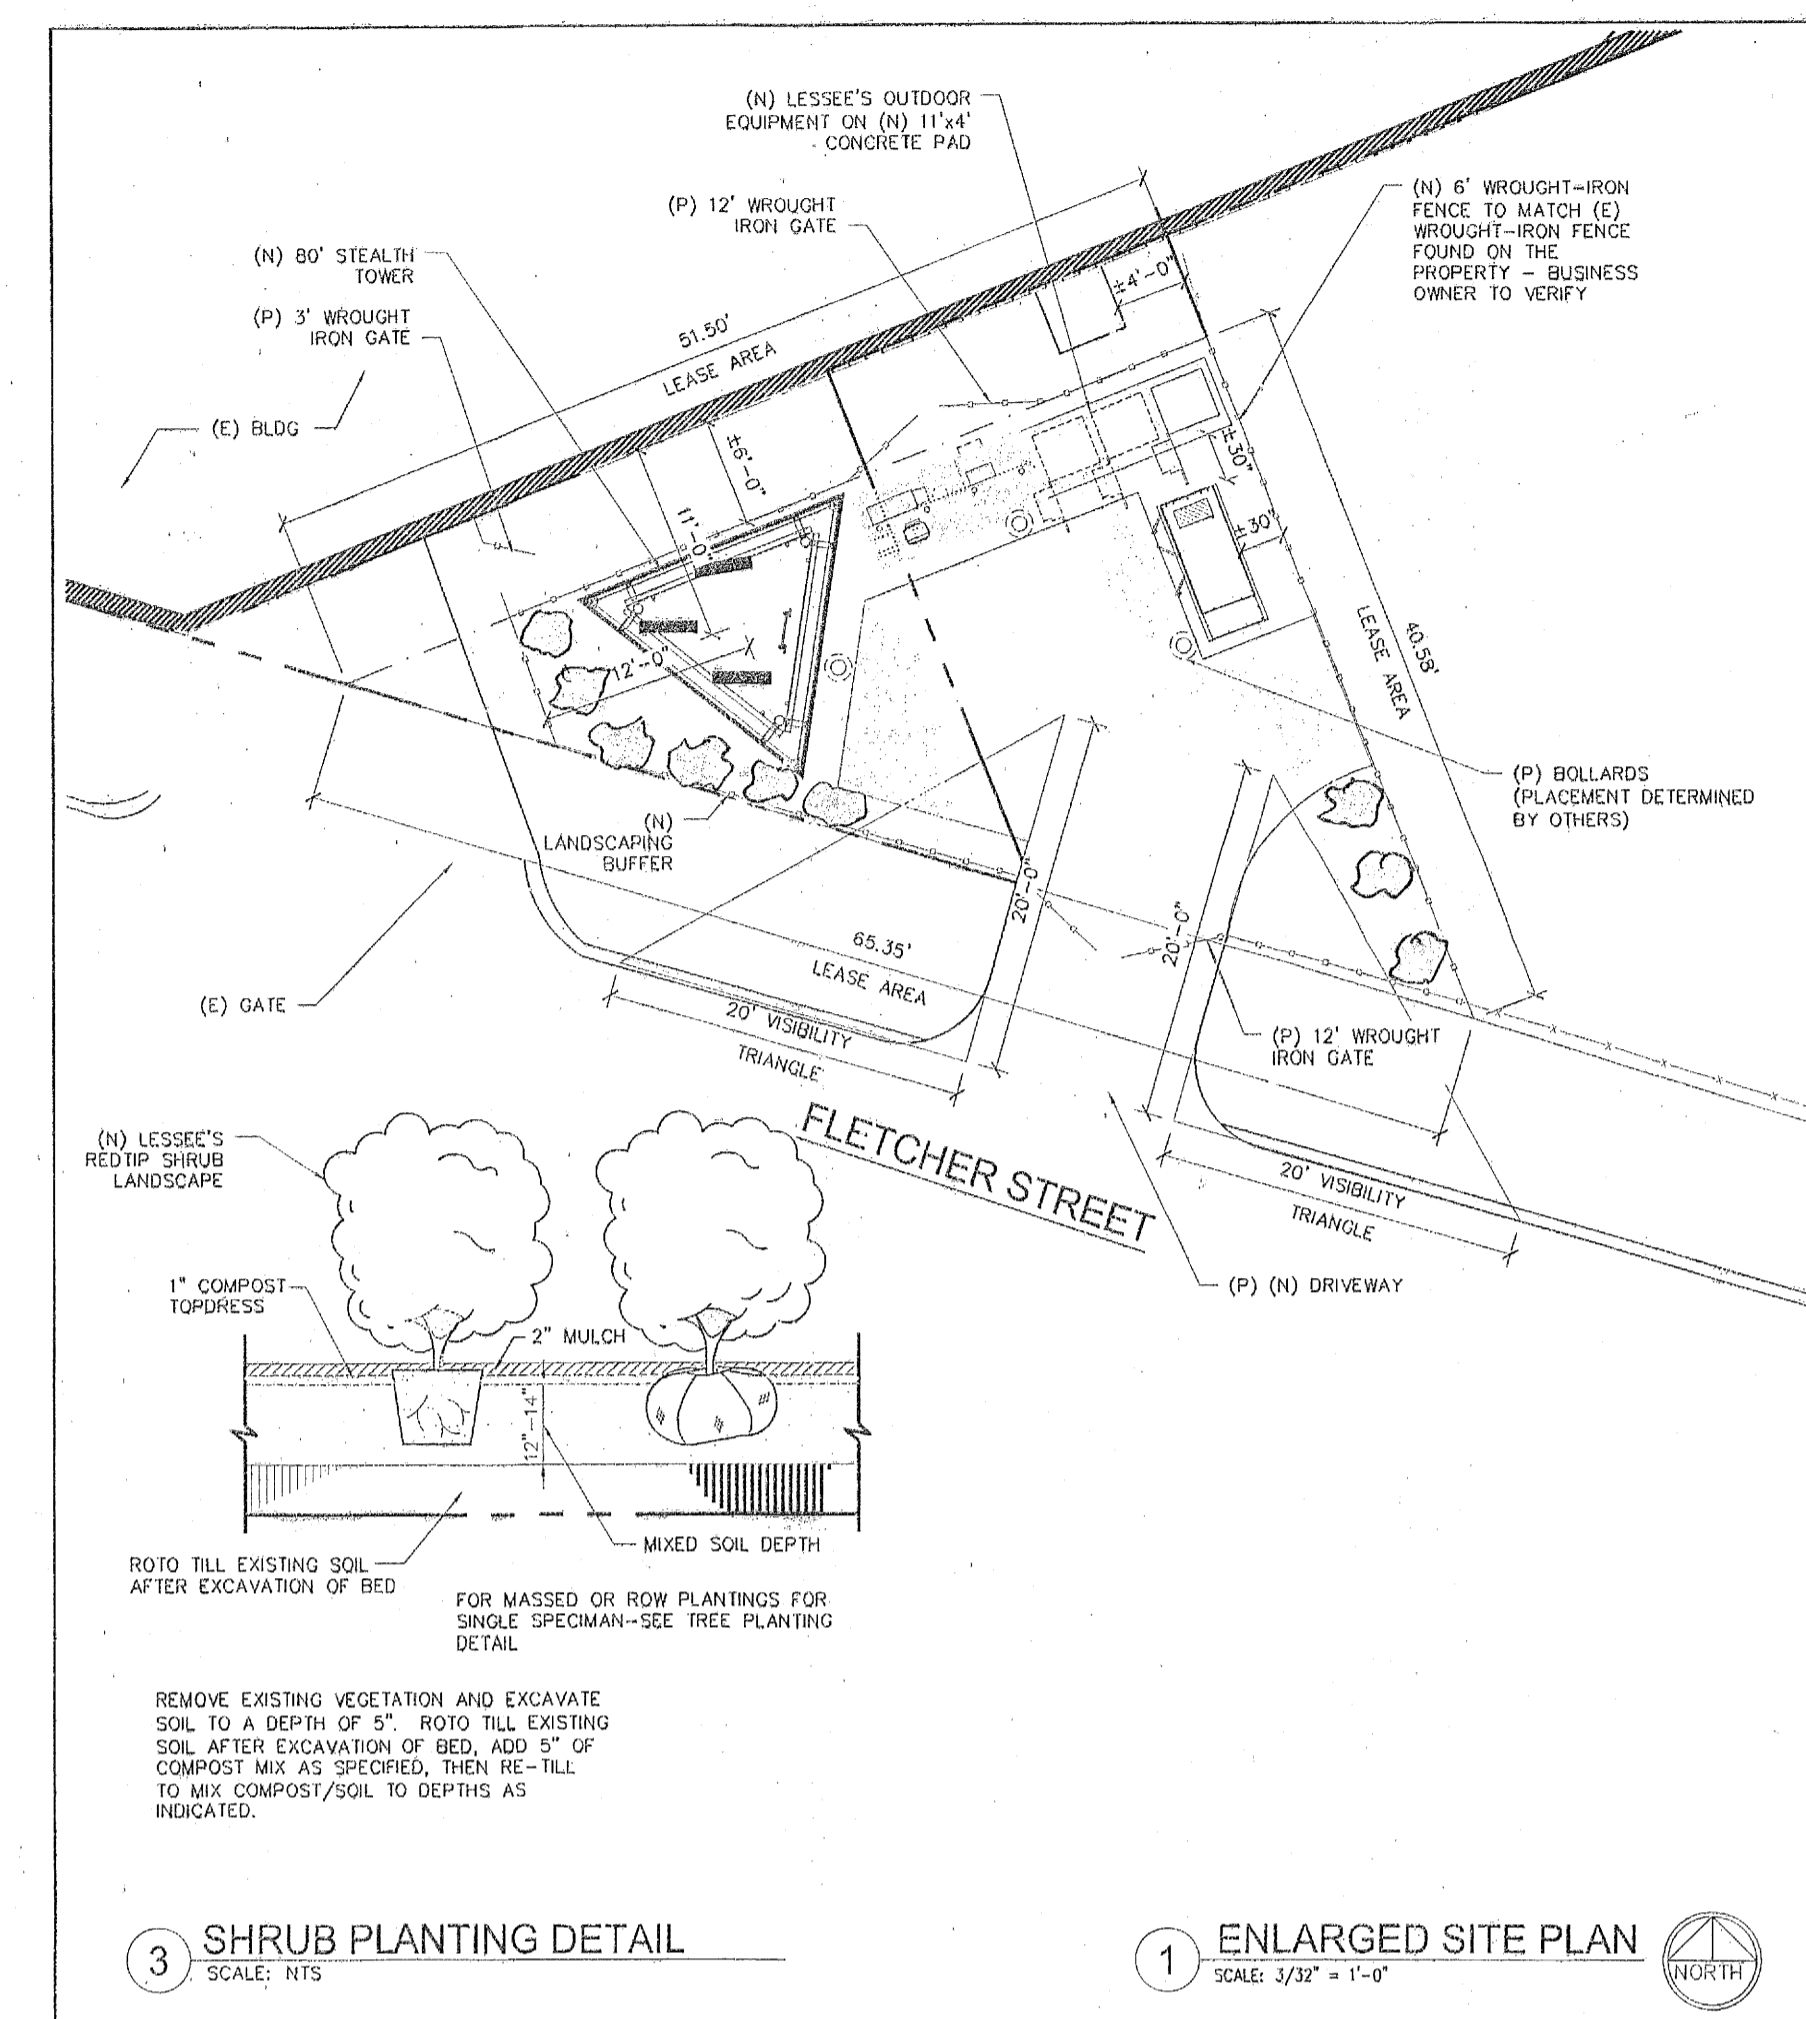 (N) LESSEE'S OUTDOOR
EQUIPMENT ON (N) 11'x4'
CONCRETE PAD
(P) 12' WROUGHT
IRON GATE
(N) 6' WROUGHT-IRON
FENCE TO MATCH (E)
WROUGHT-IRON FENCE
FOUND ON THE
PROPERTY - BUSINESS
OWNER TO VERIFY
(N) 80' STEALTH
TOWER
(P) 3' WROUGHT
IRON GATE
(E) BLDG
51.50'
LEASE AREA
±4'-0"
±6'-0"
11'-0"
±30"
±30"
12'-0"
40.58'
LEASE AREA
(P) BOLLARDS
(PLACEMENT DETERMINED
BY OTHERS)
(N)
LANDSCAPING
BUFFER
20'-0"
20'-0"
65.35'
LEASE AREA
(E) GATE
20' VISIBILITY
TRIANGLE
(P) 12' WROUGHT
IRON GATE
FLETCHER STREET
20' VISIBILITY
TRIANGLE
(P) (N) DRIVEWAY
(N) LESSEE'S
REDTIP SHRUB
LANDSCAPE
1" COMPOST
TOPDRESS
2" MULCH
12"-14"
MIXED SOIL DEPTH
ROTO TILL EXISTING SOIL
AFTER EXCAVATION OF BED
FOR MASSED OR ROW PLANTINGS FOR
SINGLE SPECIMAN--SEE TREE PLANTING
DETAIL
REMOVE EXISTING VEGETATION AND EXCAVATE
SOIL TO A DEPTH OF 5". ROTO TILL EXISTING
SOIL AFTER EXCAVATION OF BED, ADD 5" OF
COMPOST MIX AS SPECIFIED, THEN RE-TILL
TO MIX COMPOST/SOIL TO DEPTHS AS
INDICATED.
3 SHRUB PLANTING DETAIL
SCALE: NTS
1 ENLARGED SITE PLAN
SCALE: 3/32" = 1'-0"
NORTH